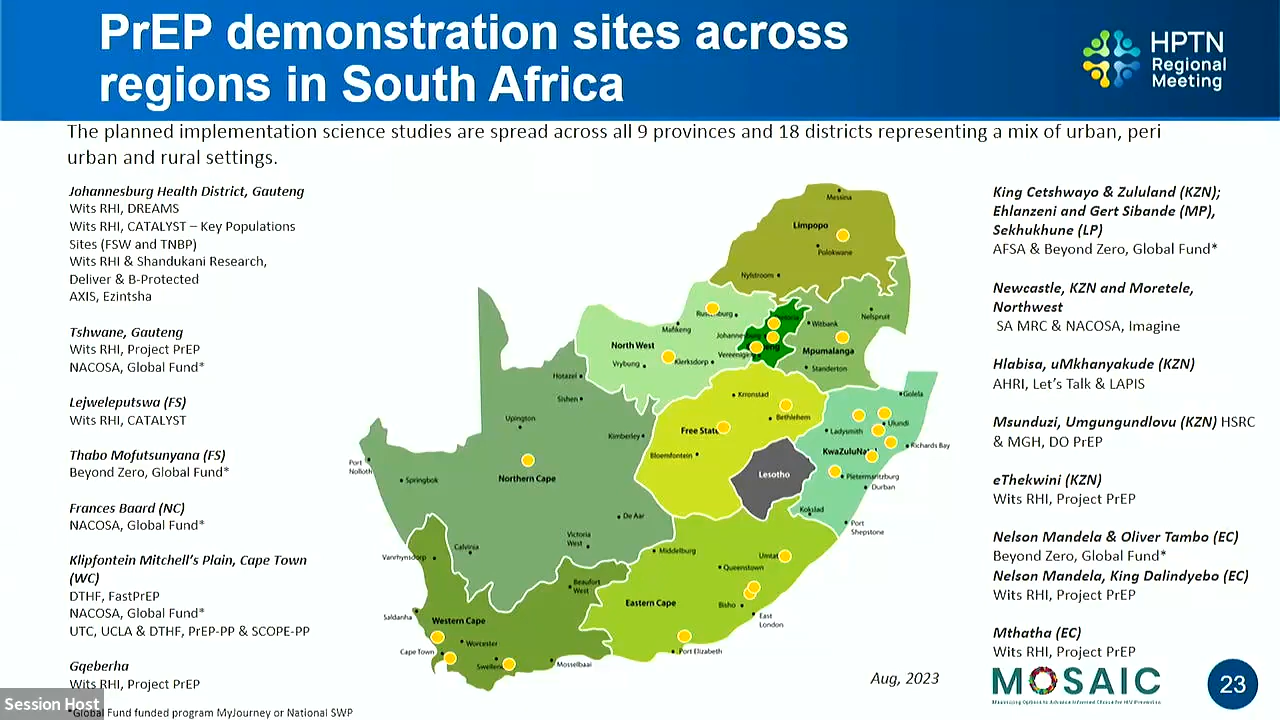 PrEP demonstration sites across
regions in South Africa
HPTN
Regional
Meeting
The planned implementation science studies are spread across all 9 provinces and 18 districts representing a mix of urban, peri
urban and rural settings.
Johannesburg Health District, Gauteng
Wits RHI, DREAMS
Wits RHI, CATALYST – Key Populations
Sites (FSW and TNBP)
Wits RHI & Shandukani Research,
Deliver & B-Protected
AXIS, Ezintsha
Tshwane, Gauteng
Wits RHI, Project PrEP
NACOSA, Global Fund*
Lejweleputswa (FS)
Wits RHI, CATALYST
Thabo Mofutsunyana (FS)
Beyond Zero, Global Fund*
Frances Baard (NC)
NACOSA, Global Fund*
Klipfontein Mitchell's Plain, Cape Town
(WC)
DTHF, FastPrEP
NACOSA, Global Fund*
UTC, UCLA & DTHF, PrEP-PP & SCOPE-PP
Gqeberha
Wits RHI, Project PrEP
Session Host
*Global Fund funded program MyJourney or National SWP
Messina
Limpopo
Polokwane
Nylstroom
Mafikeng
North West
Vryburg
Klerksdorp
Witbank
Nelspruit
Mpumalanga
Standerton
Hotazel
Sishen
Upington
Kimberley
Northern Cape
Port
Nolloth
Springbok
De Aar
Victoria
West
Calvinia
Vanrhynsdorp
Kroonstad
Bethlehem
Free State
Bloemfontein
Lesotho
Golela
Ulundi
Ladysmith
Richards Bay
Pietermaritzburg
Durban
Kokstad
Port
Shepstone
Middelburg
Queenstown
Eastern Cape
Bisho
East
London
Port Elizabeth
Beaufort
West
Saldanha
Western Cape
Worcester
Cape Town
Mosselbaai
King Cetshwayo & Zululand (KZN);
Ehlanzeni and Gert Sibande (MP),
Sekhukhune (LP)
AFSA & Beyond Zero, Global Fund*
Newcastle, KZN and Moretele,
Northwest
SA MRC & NACOSA, Imagine
Hlabisa, uMkhanyakude (KZN)
AHRI, Let's Talk & LAPIS
Msunduzi, Umgungundlovu (KZN) HSRC
& MGH, DO PrEP
eThekwini (KZN)
Wits RHI, Project PrEP
Nelson Mandela & Oliver Tambo (EC)
Beyond Zero, Global Fund*
Nelson Mandela, King Dalindyebo (EC)
Wits RHI, Project PrEP
Mthatha (EC)
Wits RHI, Project PrEP
Aug, 2023
MOSAIC
Maximizing Options to Advance Informed Choice for HIV Prevention
23